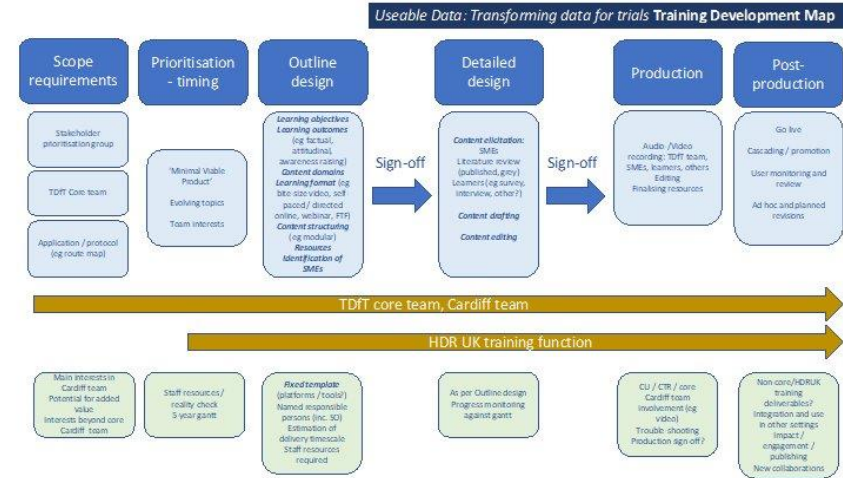 Useable Data: Transforming data for trials Training Development Map
Scope
requirements
Prioritisation
- timing
Outline
design
Detailed
design
Production
Post-
production
Stakeholder
prioritisation group
TDfT Core team
Application / protocol
(eg route map)
'Minimal Viable
Product'
Evolving topics
Team interests
Learning objectives
Learning outcomes
(eg factual,
attitudinal,
awareness raising)
Content domains
Learning format (eg
bite size video, self
paced/ directed
online, webinar, FTF)
Content structuring
(eg modular)
Resources
Identification of
SMEs
Sign-off
Content elicitation:
SMEs
Literature review
(published, grey)
Learners (eg survey,
interview, other?)
Content drafting
Content editing
Sign-off
Audio /Video
recording: TDfT team,
SMEs, learners, others
Editing
Finalising resources
Go live
Cascading / promotion
User monitoring and
review
Ad hoc and planned
revisions
TDfT core team, Cardiff team
HDR UK training function
Main interests in
Cardiff team
Potential for added
value
Interests beyond core
Cardiff team
Staff resources/
reality check
5-year gantt
Fixed template
(platforms / tools?)
Named responsible
persons (inc. SO)
Estimation of
delivery timescale
Staff resources
required
As per Outline design
Progress monitoring
against gantt
CU / CTR / core
Cardiff team
involvement (eg
video)
Trouble-shooting
Production sign-off?
Non-core/HDRUK
training
deliverables?
Integration and use
in other settings
Impact /
engagement /
publishing
New collaborations